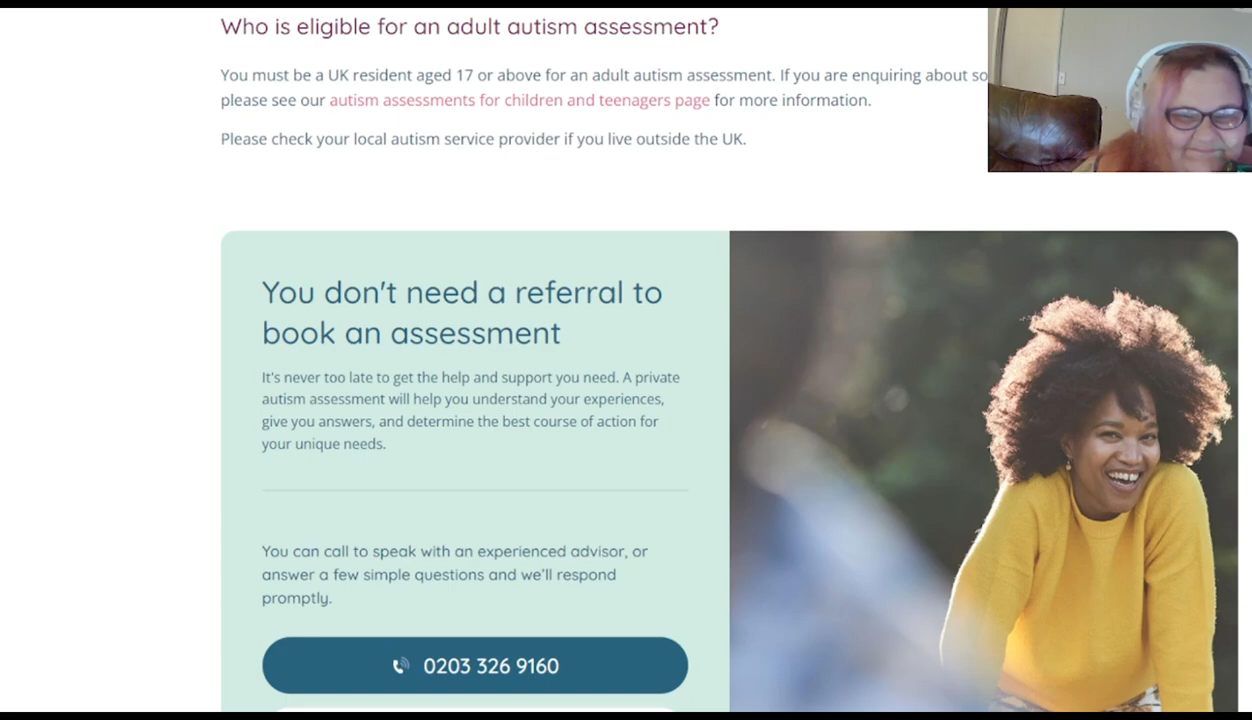 Who is eligible for an adult autism assessment?
You must be a UK resident aged 17 or above for an adult autism assessment. If you are enquiring about so
please see our autism assessments for children and teenagers page for more information.
Please check your local autism service provider if you live outside the UK.
You don't need a referral to
book an assessment
It's never too late to get the help and support you need. A private
autism assessment will help you understand your experiences,
give you answers, and determine the best course of action for
your unique needs.
You can call to speak with an experienced advisor, or
answer a few simple questions and we'll respond
promptly.
0203 326 9160